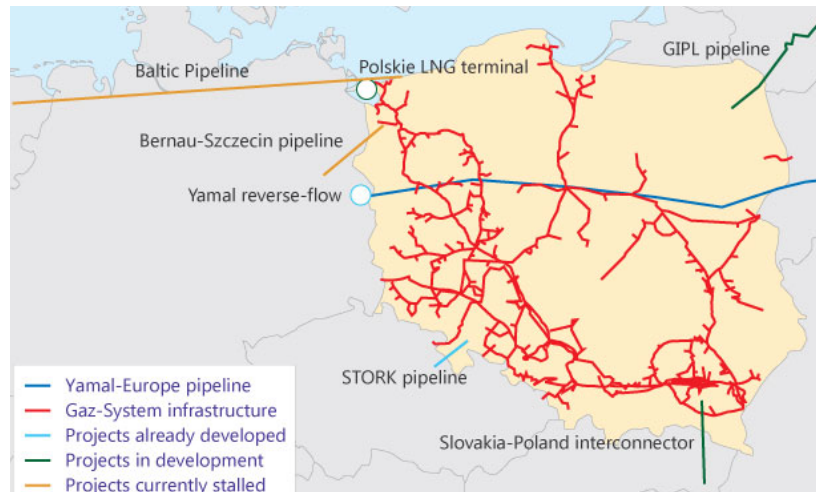 Baltic Pipeline
Polskie LNG terminal
GIPL pipeline
Bernau-Szczecin pipeline
Yamal reverse-flow
STORK pipeline
Slovakia-Poland interconnector
Yamal-Europe pipeline
Gaz-System infrastructure
Projects already developed
Projects in development
Projects currently stalled